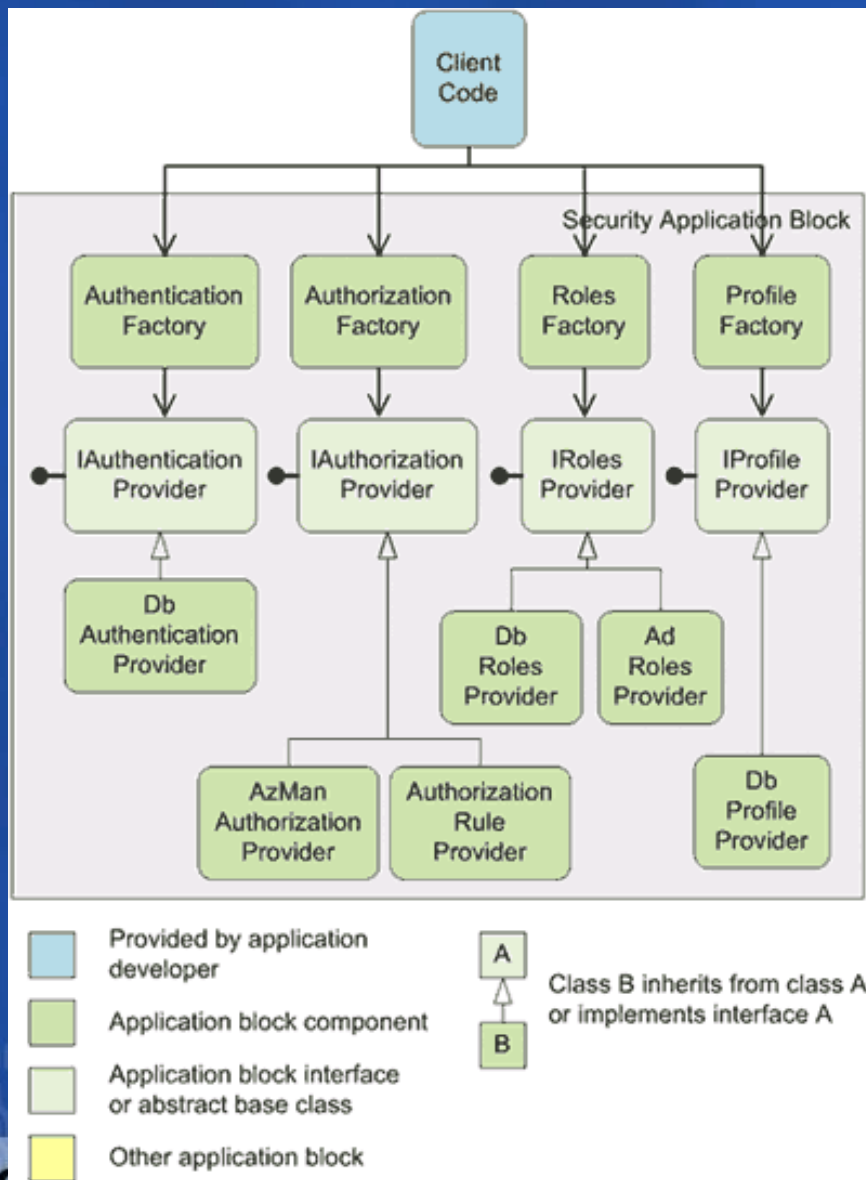 Client
Code
Security Application Block
Authentication
Factory
Authorization
Factory
Roles
Factory
Profile
Factory
IAuthentication
Provider
IAuthorization
Provider
IRoles
Provider
IProfile
Provider
Db
Authentication
Provider
Db
Roles
Provider
Ad
Roles
Provider
AzMan
Authorization
Provider
Authorization
Rule
Provider
Db
Profile
Provider
Provided by application
developer
Application block component
Application block interface
or abstract base class
Other application block
A
B
Class B inherits from class A
or implements interface A